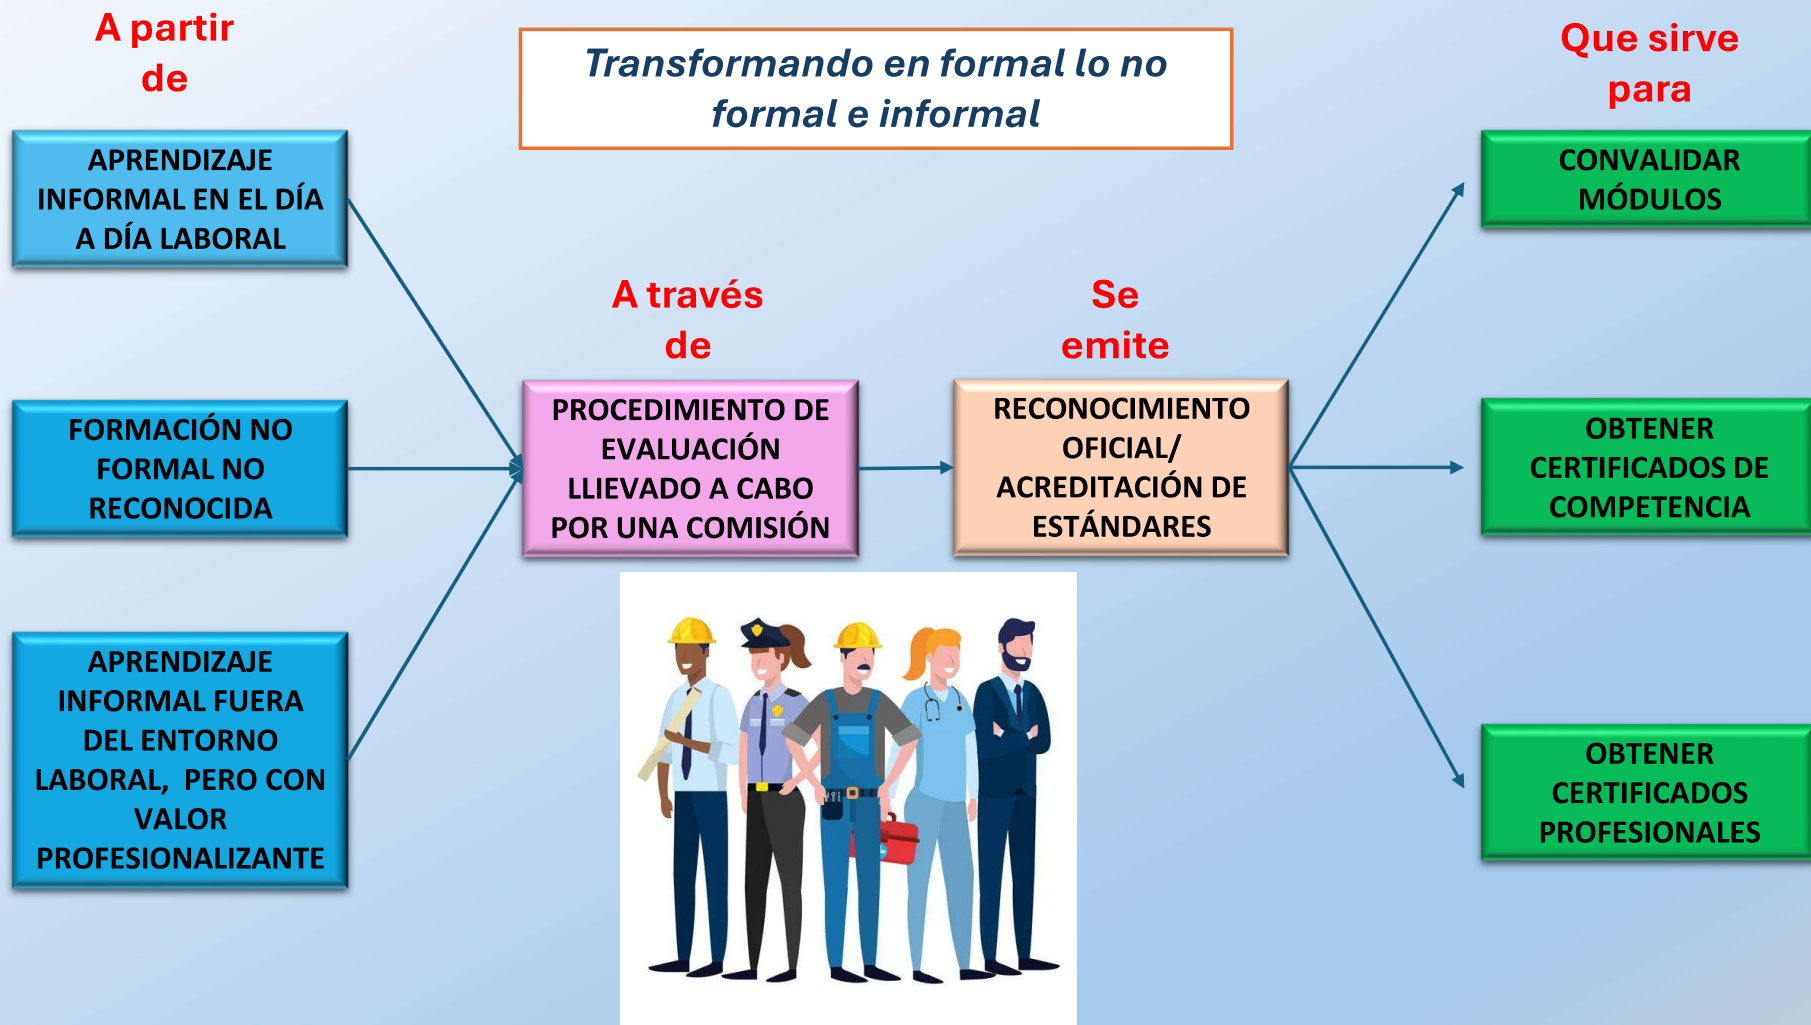 A partir
de
Transformando en formal lo no
formal e informal
Que sirve
para
APRENDIZAJE
INFORMAL EN EL DÍA
A DÍA LABORAL
CONVALIDAR
MÓDULOS
A través
de
Se
emite
FORMACIÓN NO
FORMAL NO
RECONOCIDA
PROCEDIMIENTO DE
EVALUACIÓN
LLIEVADO A CABO
POR UNA COMISIÓN
RECONOCIMIENTO
OFICIAL/
ACREDITACIÓN DE
ESTÁNDARES
OBTENER
CERTIFICADOS DE
COMPETENCIA
APRENDIZAJE
INFORMAL FUERA
DEL ENTORNO
LABORAL, PERO CON
VALOR
PROFESIONALIZANTE
OBTENER
CERTIFICADOS
PROFESIONALES